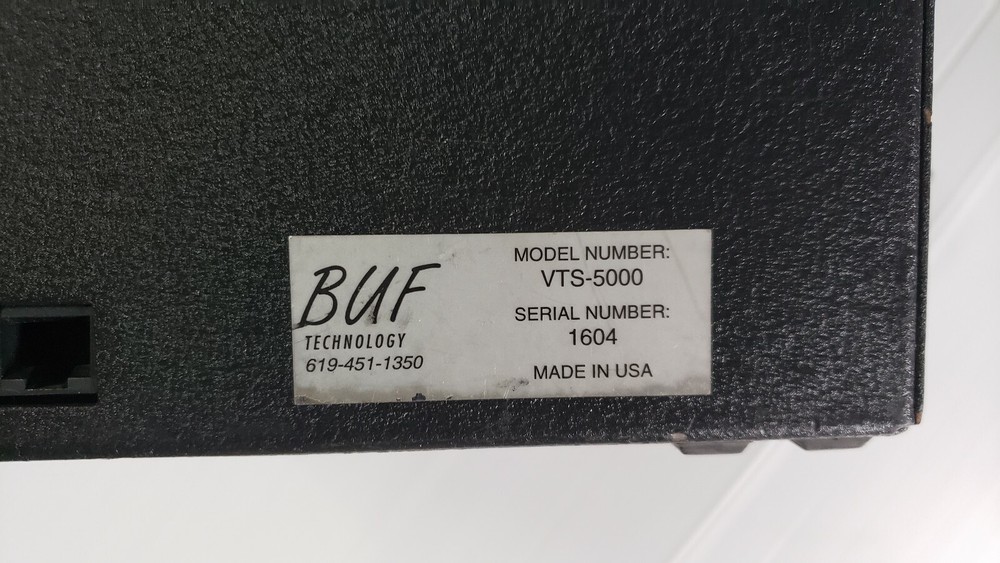 BUF
TECHNOLOGY
619-451-1350
MODEL NUMBER:
VTS-5000
SERIAL NUMBER:
1604
MADE IN USA